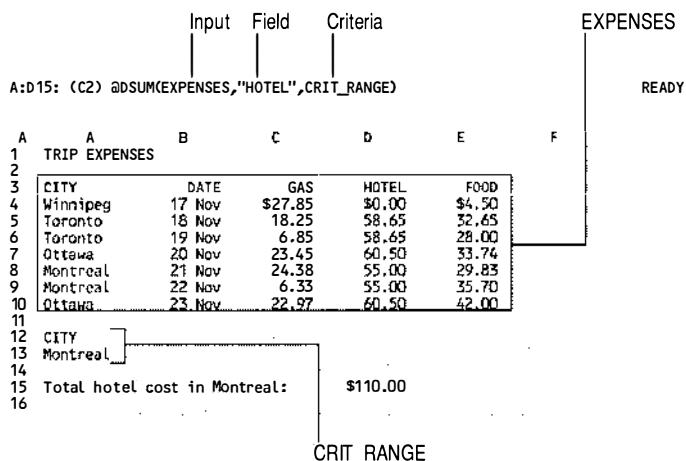 Input Field Criteria EXPENSES
A:D15: (C2) @DSUM(EXPENSES,"HOTEL",CRIT_RANGE) READY
A A B C D E F
1 TRIP EXPENSES
2
3 CITY DATE GAS HOTEL FOOD
4 Winnipeg 17 Nov $27.85 $0.00 $4.50
5 Toronto 18 Nov 18.25 58.65 32.65
6 Toronto 19 Nov 6.85 58.65 28.00
7 Ottawa 20 Nov 23.45 60.50 33.74
8 Montreal 21 Nov 24.38 55.00 29.83
9 Montreal 22 Nov 6.33 55.00 35.70
10 Ottawa 23 Nov 22.97 60.50 42.00
11
12 CITY
13 Montreal
14
15 Total hotel cost in Montreal: $110.00
16
CRIT RANGE